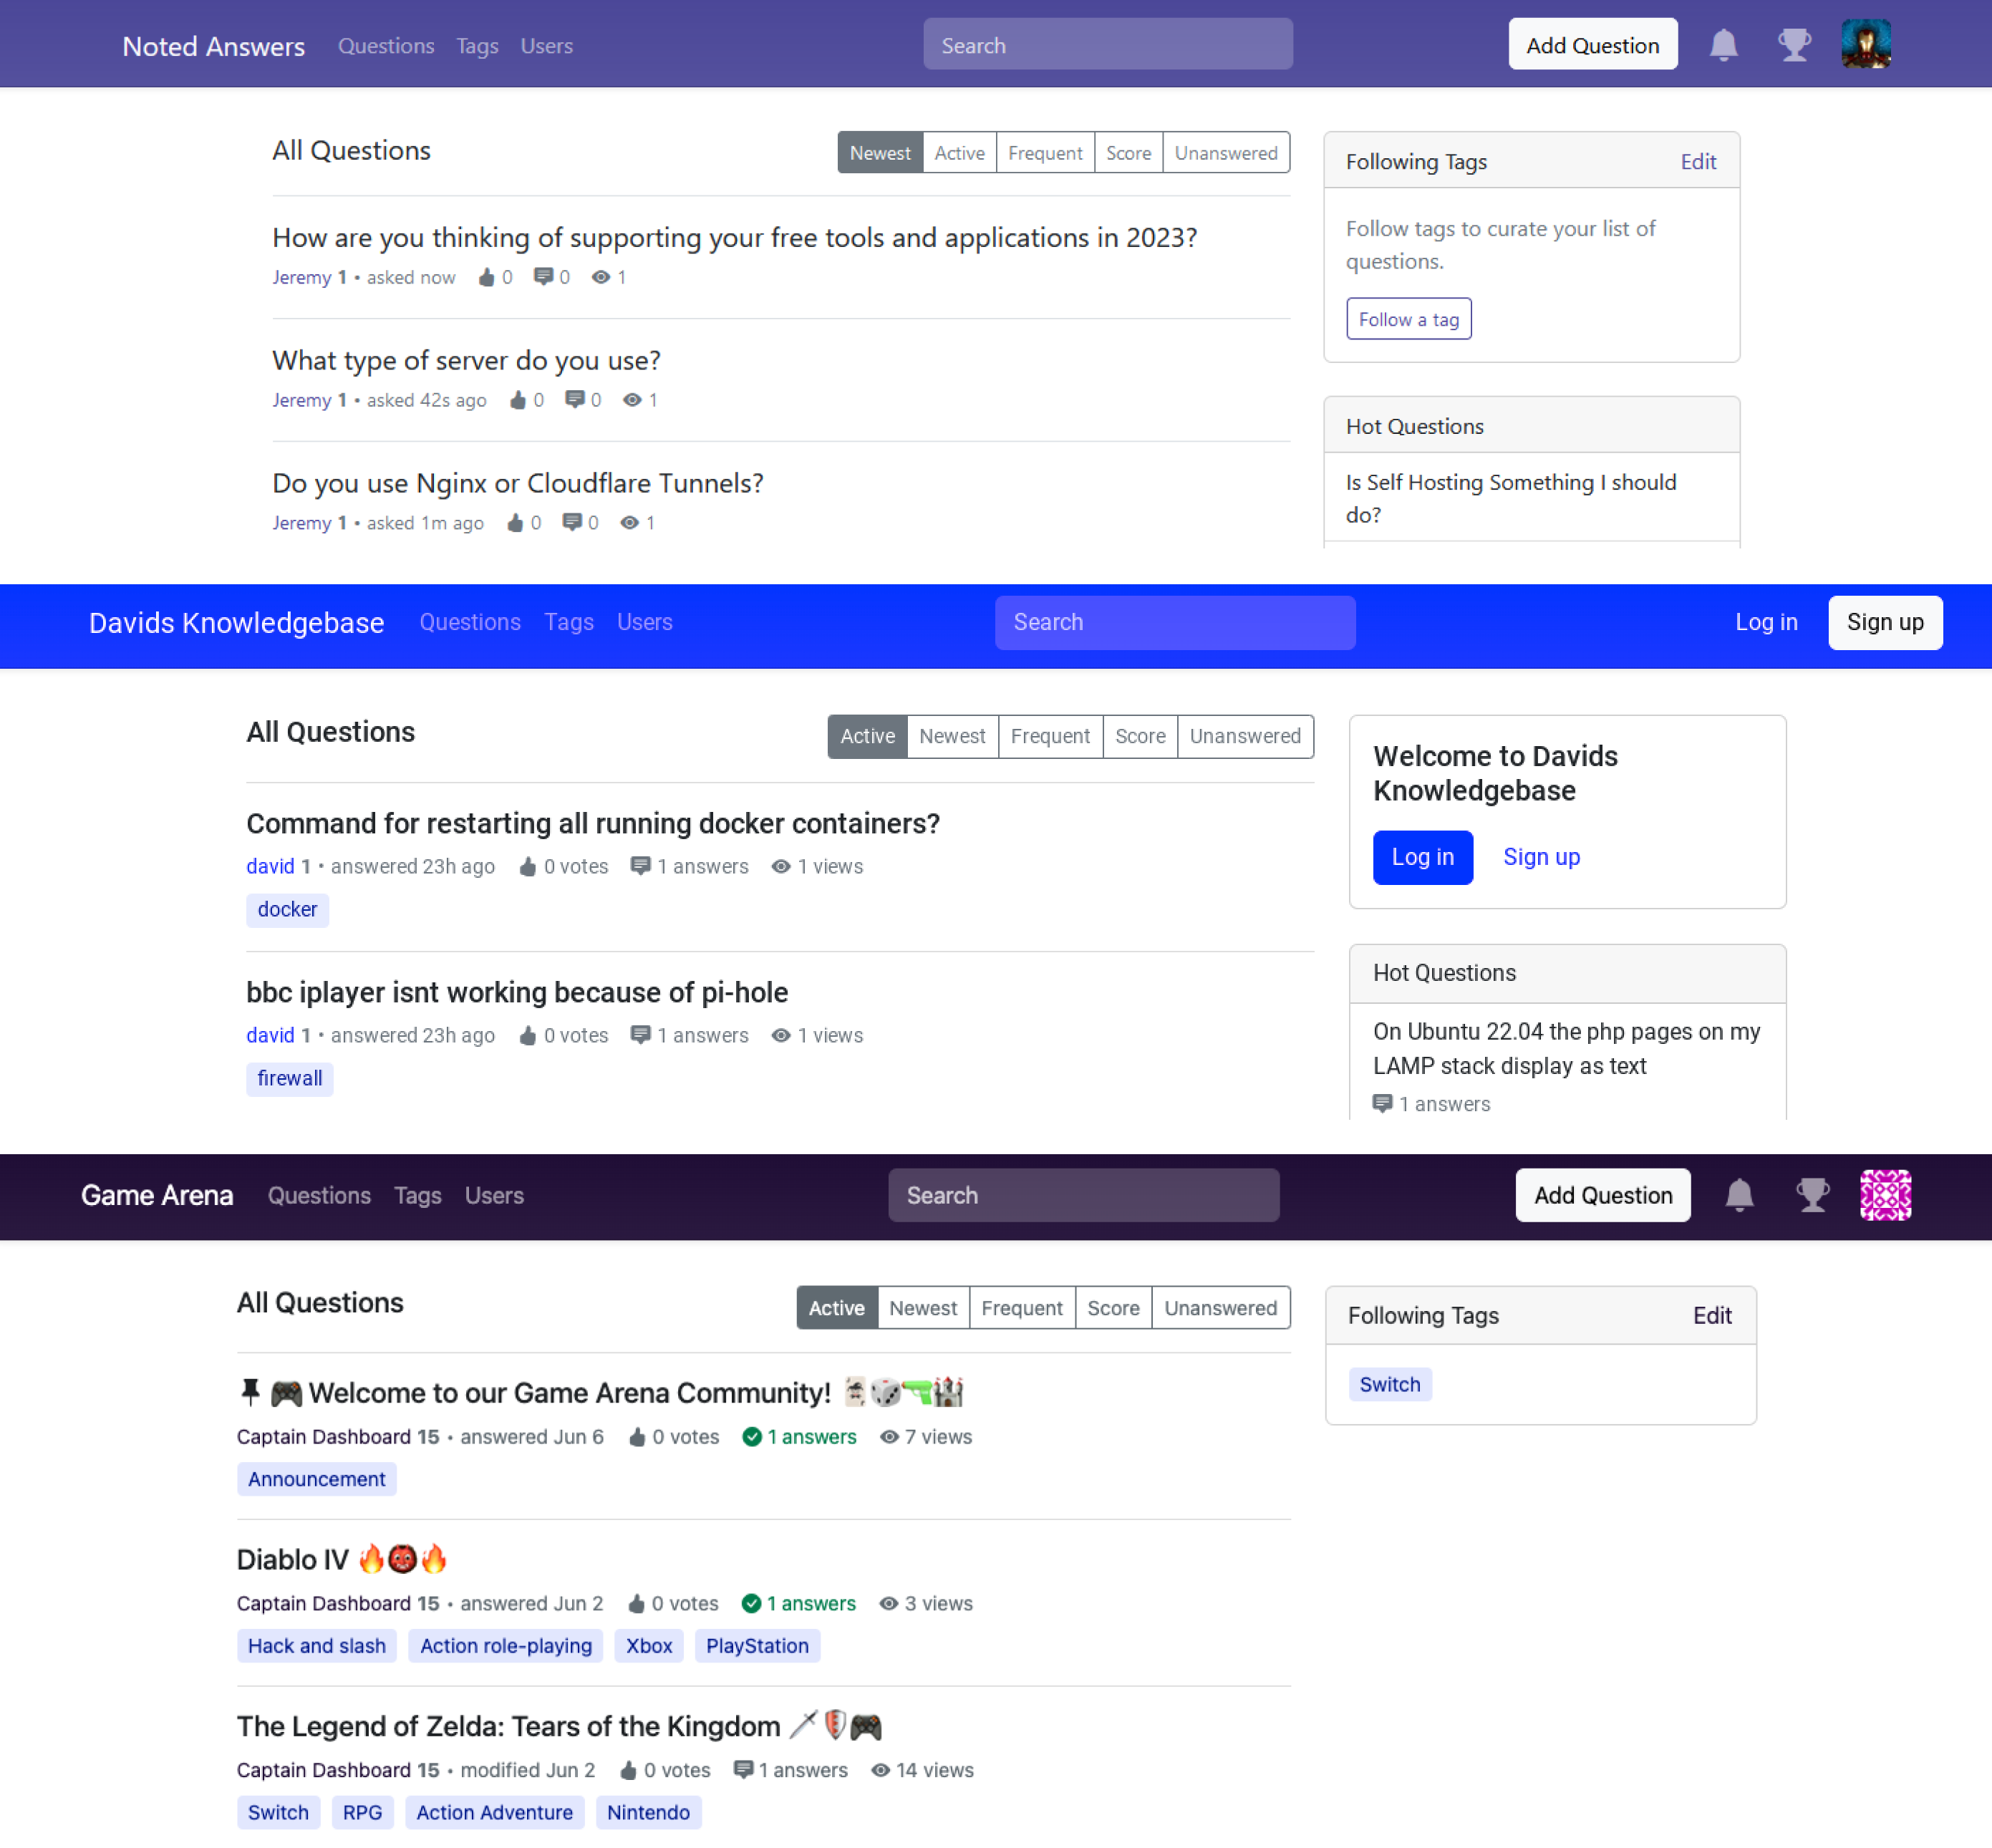 Noted Answers Questions Tags Users Search Add Question
All Questions Newest Active Frequent Score Unanswered
How are you thinking of supporting your free tools and applications in 2023?
Jeremy 1 • asked now 0 0 1
What type of server do you use?
Jeremy 1 • asked 42s ago 0 0 1
Do you use Nginx or Cloudflare Tunnels?
Jeremy 1 • asked 1m ago 0 0 1
Following Tags Edit
Follow tags to curate your list of
questions.
Follow a tag
Hot Questions
Is Self Hosting Something I should
do?
Davids Knowledgebase Questions Tags Users Search Log in Sign up
All Questions Active Newest Frequent Score Unanswered
Command for restarting all running docker containers?
david 1 • answered 23h ago 0 votes 1 answers 1 views
docker
bbc iplayer isnt working because of pi-hole
david 1 • answered 23h ago 0 votes 1 answers 1 views
firewall
Welcome to Davids
Knowledgebase
Log in Sign up
Hot Questions
On Ubuntu 22.04 the php pages on my
LAMP stack display as text
1 answers
Game Arena Questions Tags Users Search Add Question
All Questions Active Newest Frequent Score Unanswered
Welcome to our Game Arena Community!
Captain Dashboard 15 • answered Jun 6 0 votes 1 answers 7 views
Announcement
Diablo IV
Captain Dashboard 15 • answered Jun 2 0 votes 1 answers 3 views
Hack and slash Action role-playing Xbox PlayStation
The Legend of Zelda: Tears of the Kingdom
Captain Dashboard 15 • modified Jun 2 0 votes 1 answers 14 views
Switch RPG Action Adventure Nintendo
Following Tags Edit
Switch